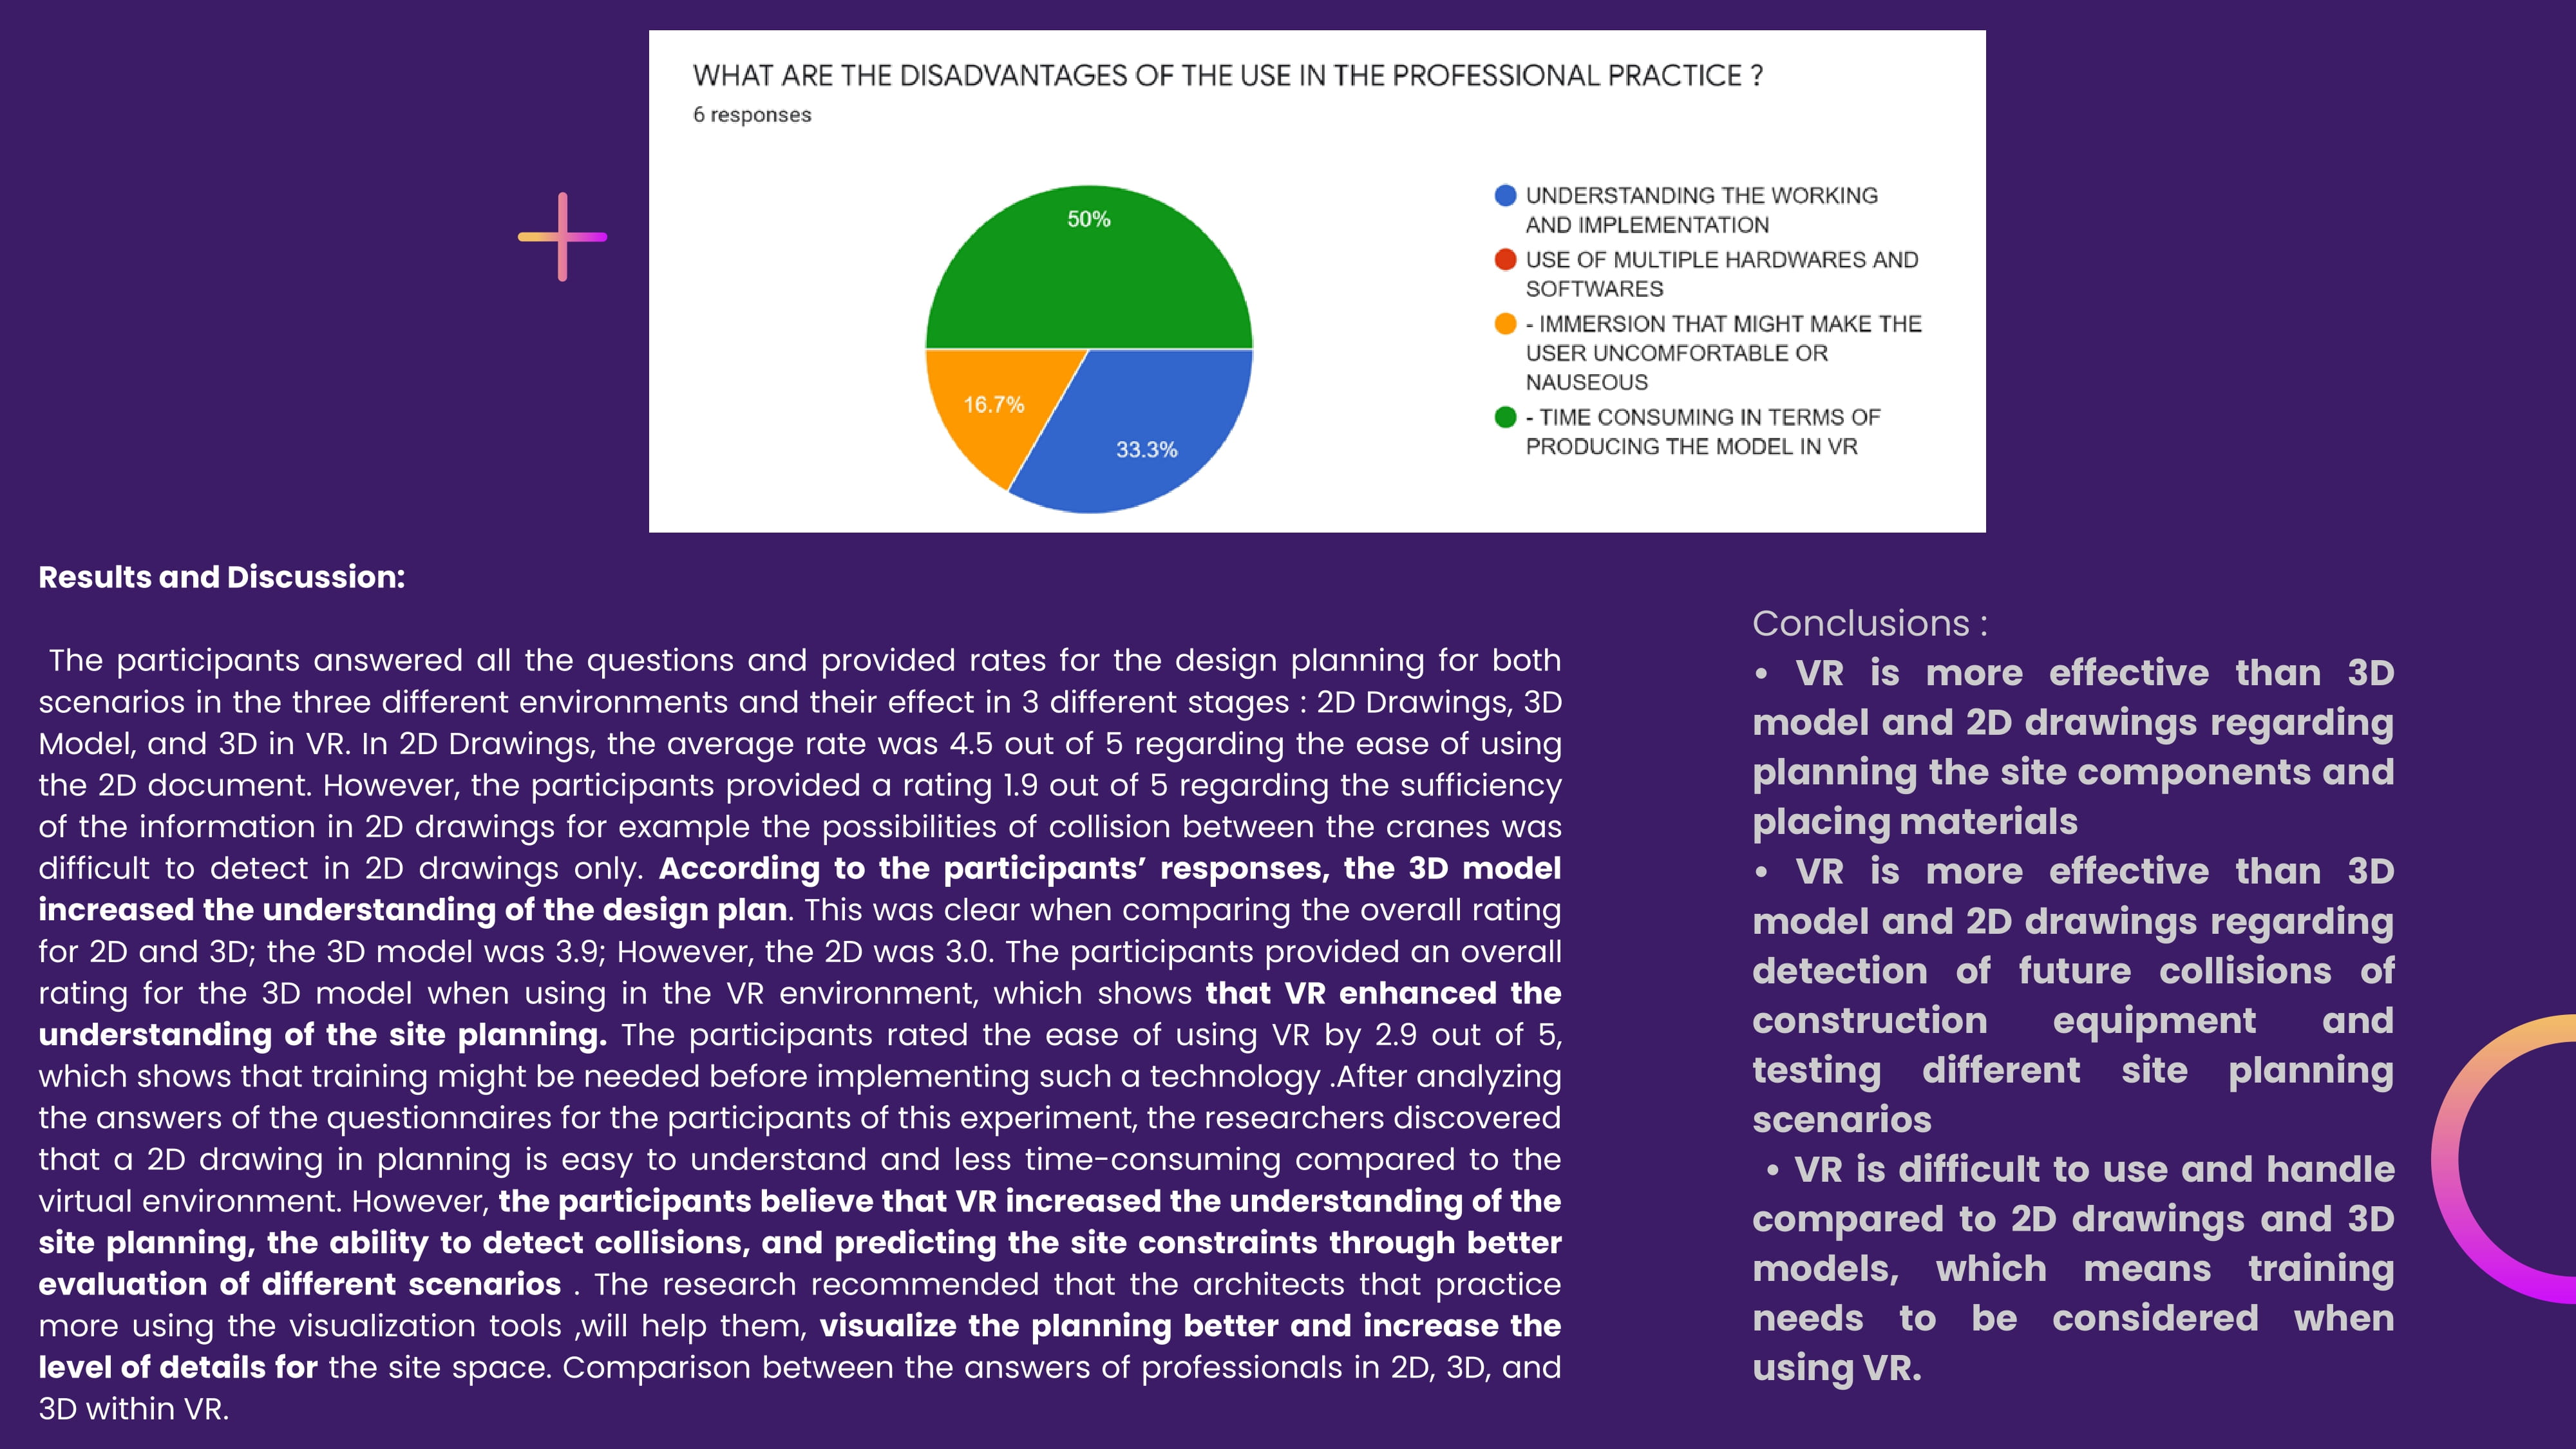 WHAT ARE THE DISADVANTAGES OF THE USE IN THE PROFESSIONAL PRACTICE ?
6 responses
50%
16.7%
33.3%
UNDERSTANDING THE WORKING
AND IMPLEMENTATION
USE OF MULTIPLE HARDWARES AND
SOFTWARES
- IMMERSION THAT MIGHT MAKE THE
USER UNCOMFORTABLE OR
NAUSEOUS
- TIME CONSUMING IN TERMS OF
PRODUCING THE MODEL IN VR
Results and Discussion:
The participants answered all the questions and provided rates for the design planning for both
scenarios in the three different environments and their effect in 3 different stages : 2D Drawings, 3D
Model, and 3D in VR. In 2D Drawings, the average rate was 4.5 out of 5 regarding the ease of using
the 2D document. However, the participants provided a rating 1.9 out of 5 regarding the sufficiency
of the information in 2D drawings for example the possibilities of collision between the cranes was
difficult to detect in 2D drawings only. According to the participants’ responses, the 3D model
increased the understanding of the design plan. This was clear when comparing the overall rating
for 2D and 3D; the 3D model was 3.9; However, the 2D was 3.0. The participants provided an overall
rating for the 3D model when using in the VR environment, which shows that VR enhanced the
understanding of the site planning. The participants rated the ease of using VR by 2.9 out of 5,
which shows that training might be needed before implementing such a technology .After analyzing
the answers of the questionnaires for the participants of this experiment, the researchers discovered
that a 2D drawing in planning is easy to understand and less time-consuming compared to the
virtual environment. However, the participants believe that VR increased the understanding of the
site planning, the ability to detect collisions, and predicting the site constraints through better
evaluation of different scenarios . The research recommended that the architects that practice
more using the visualization tools ,will help them, visualize the planning better and increase the
level of details for the site space. Comparison between the answers of professionals in 2D, 3D, and
3D within VR.
Conclusions :
• VR is more effective than 3D
model and 2D drawings regarding
planning the site components and
placing materials
• VR is more effective than 3D
model and 2D drawings regarding
detection of future collisions of
construction equipment and
testing different site planning
scenarios
• VR is difficult to use and handle
compared to 2D drawings and 3D
models, which means training
needs to be considered when
using VR.